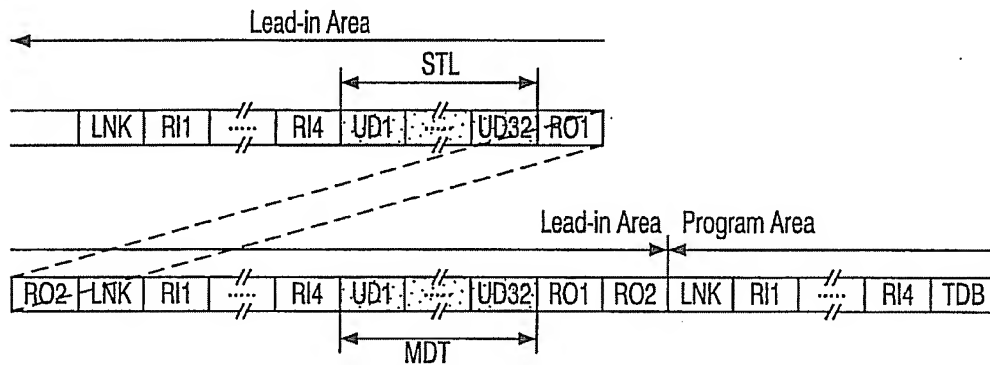 Lead-in Area
STL
LNK RI1 ····· RI4 UD1 ····· UD32 RO1
Lead-in Area Program Area
RO2 LNK RI1 ····· RI4 UD1 ····· UD32 RO1 RO2 LNK RI1 ····· RI4 TDB
MDT